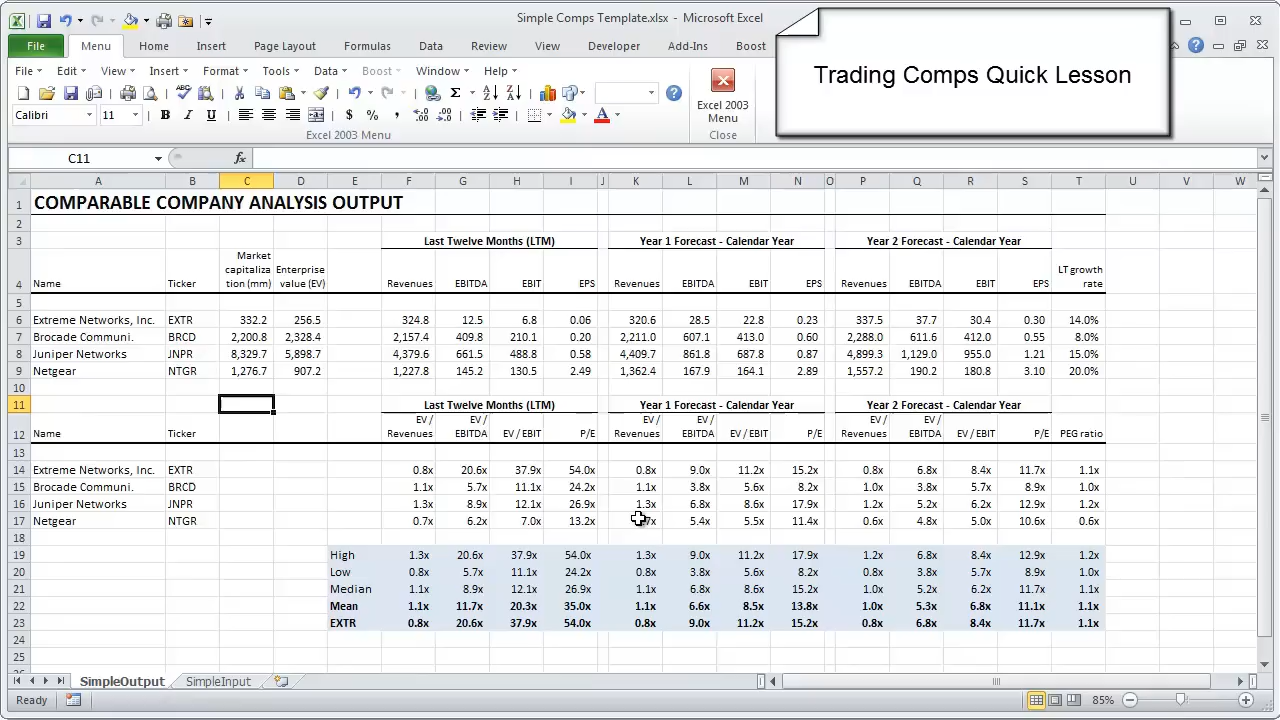 Simple Comps Template.xlsx - Microsoft Excel
File Menu Home Insert Page Layout Formulas Data Review View Developer Add-Ins Boost
Trading Comps Quick Lesson
File Edit View Insert Format Tools Data Boost Window Help
Calibri 11
Excel 2003 Menu
Excel 2003 Menu
Close
C11 fx
A B C D E F G H I J K L M N O P Q R S T U V W
1 COMPARABLE COMPANY ANALYSIS OUTPUT
2
3 Last Twelve Months (LTM) Year 1 Forecast - Calendar Year Year 2 Forecast - Calendar Year
4 Name Ticker Market capitaliza tion (mm) Enterprise value (EV) Revenues EBITDA EBIT EPS Revenues EBITDA EBIT EPS Revenues EBITDA EBIT EPS LT growth rate
5
6 Extreme Networks, Inc. EXTR 332.2 256.5 324.8 12.5 6.8 0.06 320.6 28.5 22.8 0.23 337.5 37.7 30.4 0.30 14.0%
7 Brocade Communi. BRCD 2,200.8 2,328.4 2,157.4 409.8 210.1 0.20 2,211.0 607.1 413.0 0.60 2,288.0 611.6 412.0 0.55 8.0%
8 Juniper Networks JNPR 8,329.7 5,898.7 4,379.6 661.5 488.8 0.58 4,409.7 861.8 687.8 0.87 4,899.3 1,129.0 955.0 1.21 15.0%
9 Netgear NTGR 1,276.7 907.2 1,227.8 145.2 130.5 2.49 1,362.4 167.9 164.1 2.89 1,557.2 190.2 180.8 3.10 20.0%
10
11 Last Twelve Months (LTM) Year 1 Forecast - Calendar Year Year 2 Forecast - Calendar Year
12 Name Ticker EV / Revenues EV / EBITDA EV / EBIT P/E EV / Revenues EV / EBITDA EV / EBIT P/E EV / Revenues EV / EBITDA EV / EBIT P/E PEG ratio
13
14 Extreme Networks, Inc. EXTR 0.8x 20.6x 37.9x 54.0x 0.8x 9.0x 11.2x 15.2x 0.8x 6.8x 8.4x 11.7x 1.1x
15 Brocade Communi. BRCD 1.1x 5.7x 11.1x 24.2x 1.1x 3.8x 5.6x 8.2x 1.0x 3.8x 5.7x 8.9x 1.0x
16 Juniper Networks JNPR 1.3x 8.9x 12.1x 26.9x 1.3x 6.8x 8.6x 17.9x 1.2x 5.2x 6.2x 12.9x 1.2x
17 Netgear NTGR 0.7x 6.2x 7.0x 13.2x 5.4x 5.5x 11.4x 0.6x 4.8x 5.0x 10.6x 0.6x
18
19 High 1.3x 20.6x 37.9x 54.0x 1.3x 9.0x 11.2x 17.9x 1.2x 6.8x 8.4x 12.9x 1.2x
20 Low 0.8x 5.7x 11.1x 24.2x 0.8x 3.8x 5.6x 8.2x 0.8x 3.8x 5.7x 8.9x 1.0x
21 Median 1.1x 8.9x 12.1x 26.9x 1.1x 6.8x 8.6x 15.2x 1.0x 5.2x 6.2x 11.7x 1.1x
22 Mean 1.1x 11.7x 20.3x 35.0x 1.1x 6.6x 8.5x 13.8x 1.0x 5.3x 6.8x 11.1x 1.1x
23 EXTR 0.8x 20.6x 37.9x 54.0x 0.8x 9.0x 11.2x 15.2x 0.8x 6.8x 8.4x 11.7x 1.1x
24
25
SimpleOutput SimpleInput
Ready 85%